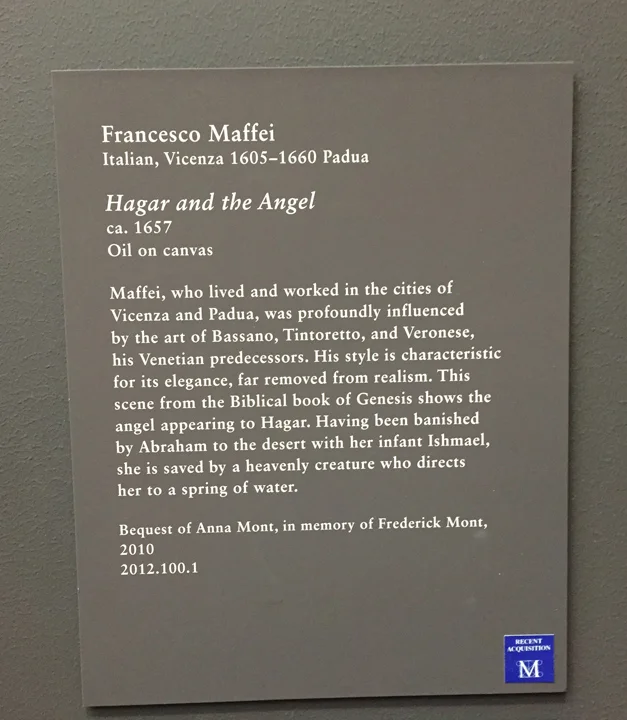 Francesco Maffei
Italian, Vicenza 1605–1660 Padua
Hagar and the Angel
ca. 1657
Oil on canvas
Maffei, who lived and worked in the cities of
Vicenza and Padua, was profoundly influenced
by the art of Bassano, Tintoretto, and Veronese,
his Venetian predecessors. His style is characteristic
for its elegance, far removed from realism. This
scene from the Biblical book of Genesis shows the
angel appearing to Hagar. Having been banished
by Abraham to the desert with her infant Ishmael,
she is saved by a heavenly creature who directs
her to a spring of water.
Bequest of Anna Mont, in memory of Frederick Mont,
2010
2012.100.1
RECENT
ACQUISITION
M